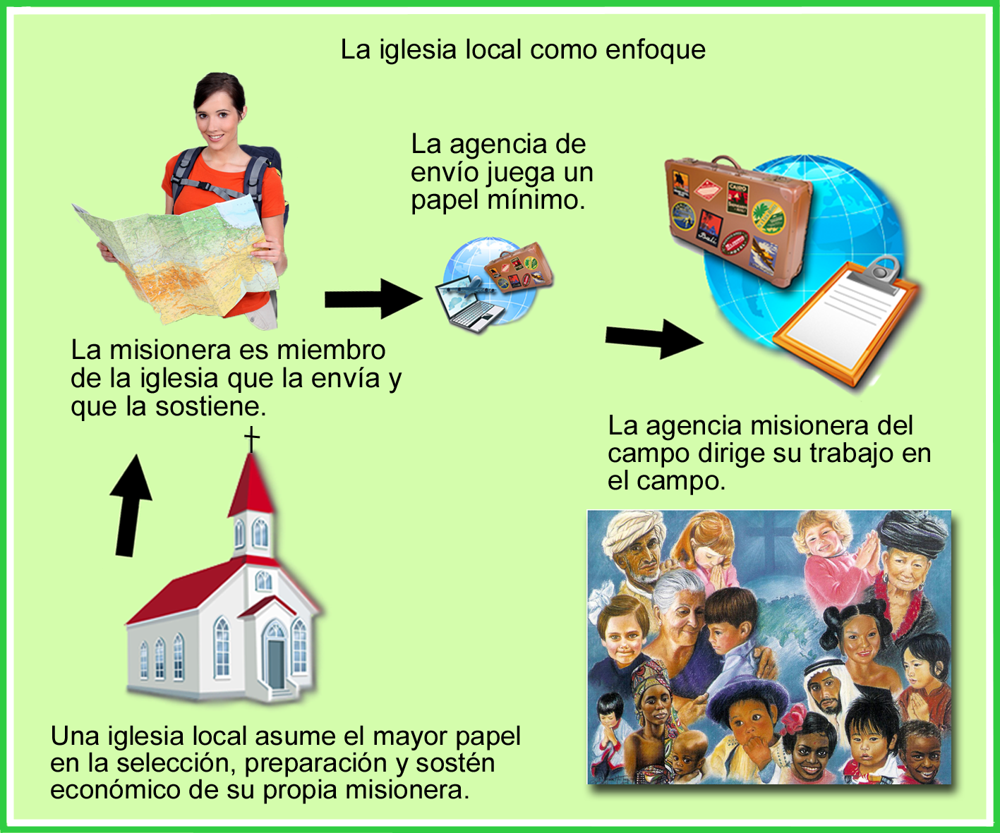 La iglesia local como enfoque
La agencia de
envío juega un
papel mínimo.
La misionera es miembro
de la iglesia que la envía y
que la sostiene.
La agencia misionera del
campo dirige su trabajo en
el campo.
Una iglesia local asume el mayor papel
en la selección, preparación y sostén
económico de su propia misionera.
CAIRO
Bali